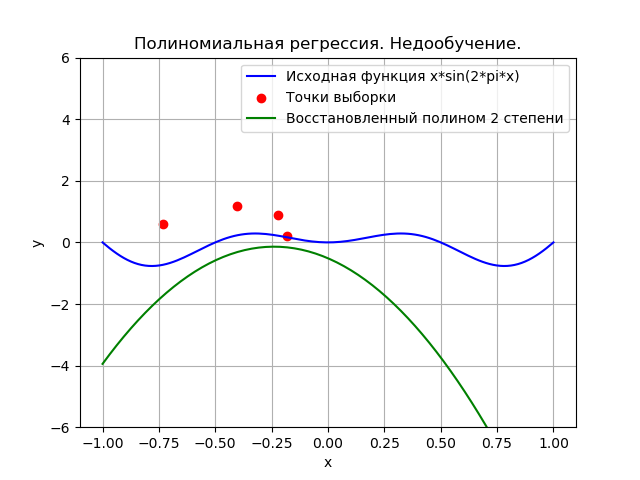 Полиномиальная регрессия. Недообучение.
6
4
2
0
−2
−4
−6
y
Исходная функция x*sin(2*pi*x)
Точки выборки
Восстановленный полином 2 степени
−1.00 −0.75 −0.50 −0.25 0.00 0.25 0.50 0.75 1.00
x